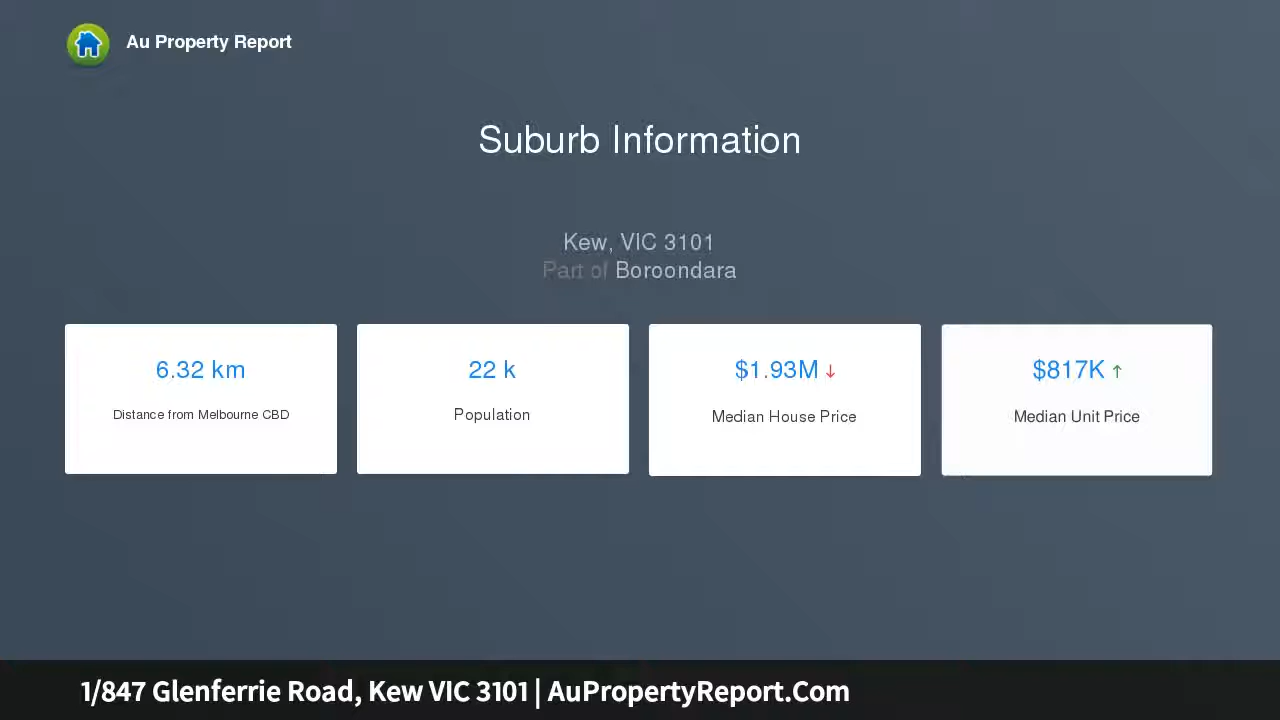 Au Property Report
Suburb Information
Kew, VIC 3101
Part of Boroondara
6.32 km
Distance from Melbourne CBD
22 k
Population
$1.93M ↓
Median House Price
$817K ↑
Median Unit Price
1/847 Glenferrie Road, Kew VIC 3101 | AuPropertyReport.Com